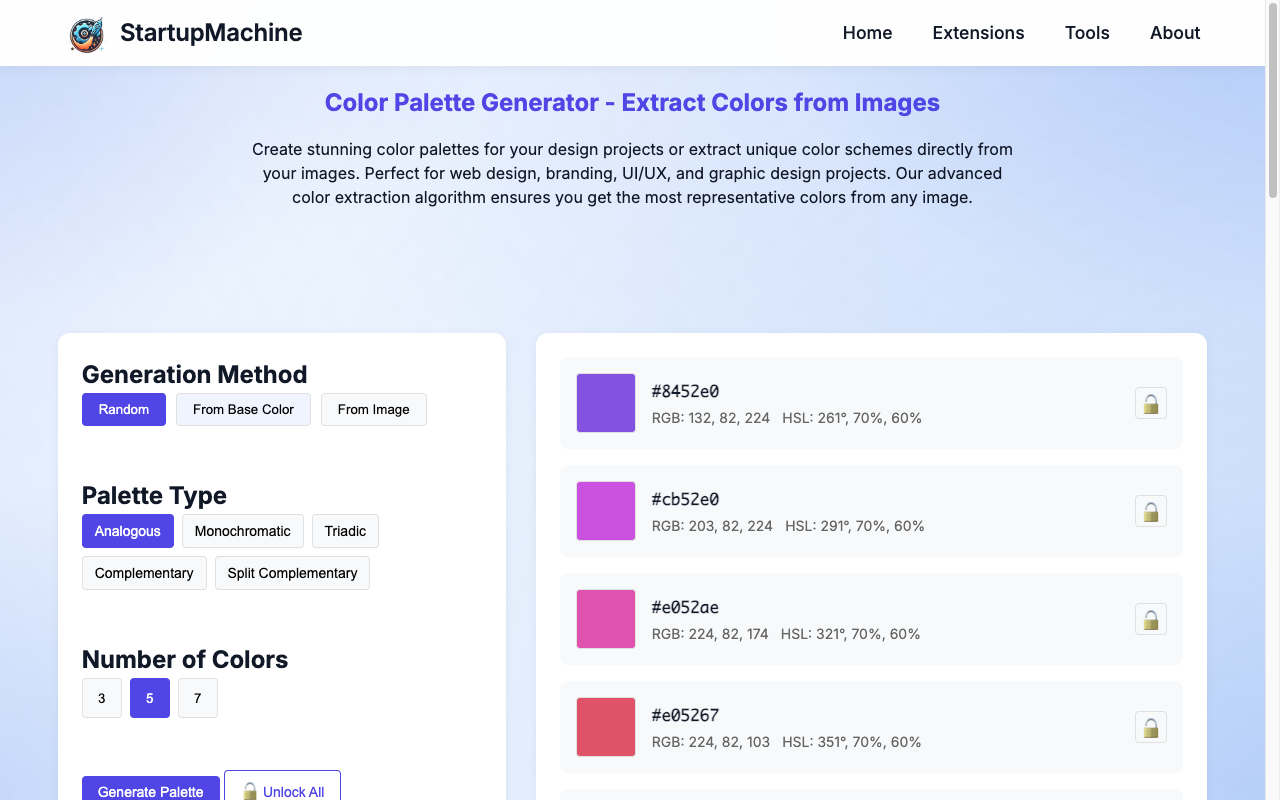 StartupMachine
Home Extensions Tools About
Color Palette Generator - Extract Colors from Images
Create stunning color palettes for your design projects or extract unique color schemes directly from
your images. Perfect for web design, branding, UI/UX, and graphic design projects. Our advanced
color extraction algorithm ensures you get the most representative colors from any image.
Generation Method
Random From Base Color From Image
Palette Type
Analogous Monochromatic Triadic
Complementary Split Complementary
Number of Colors
3 5 7
Generate Palette Unlock All
#8452e0
RGB: 132, 82, 224 HSL: 261°, 70%, 60%
#cb52e0
RGB: 203, 82, 224 HSL: 291°, 70%, 60%
#e052ae
RGB: 224, 82, 174 HSL: 321°, 70%, 60%
#e05267
RGB: 224, 82, 103 HSL: 351°, 70%, 60%